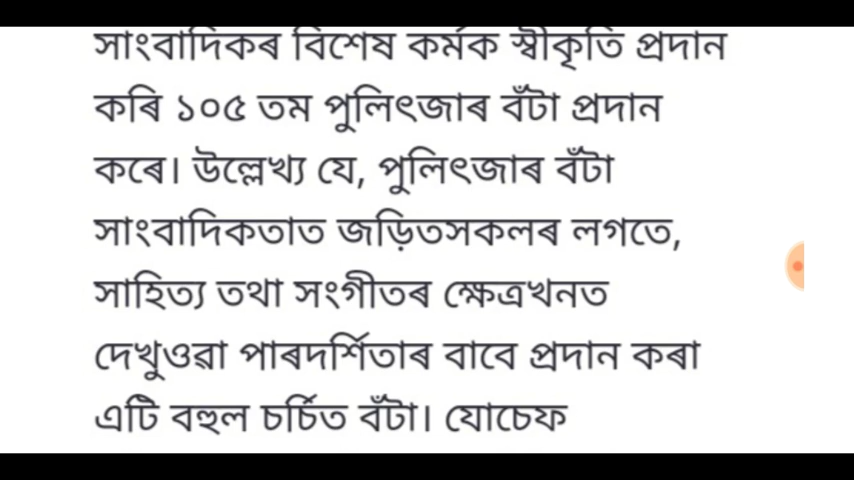 সাংবাদিকৰ বিশেষ কৰ্মক স্বীকৃতি প্ৰদান
কৰি ১০৫ তম পুলিৎজাৰ বঁটা প্ৰদান
কৰে। উল্লেখ্য যে, পুলিৎজাৰ বঁটা
সাংবাদিকতাত জড়িতসকলৰ লগতে,
সাহিত্য তথা সংগীতৰ ক্ষেত্ৰখনত
দেখুওৱা পাৰদৰ্শিতাৰ বাবে প্ৰদান কৰা
এটি বহুল চৰ্চিত বঁটা। যোচেফ